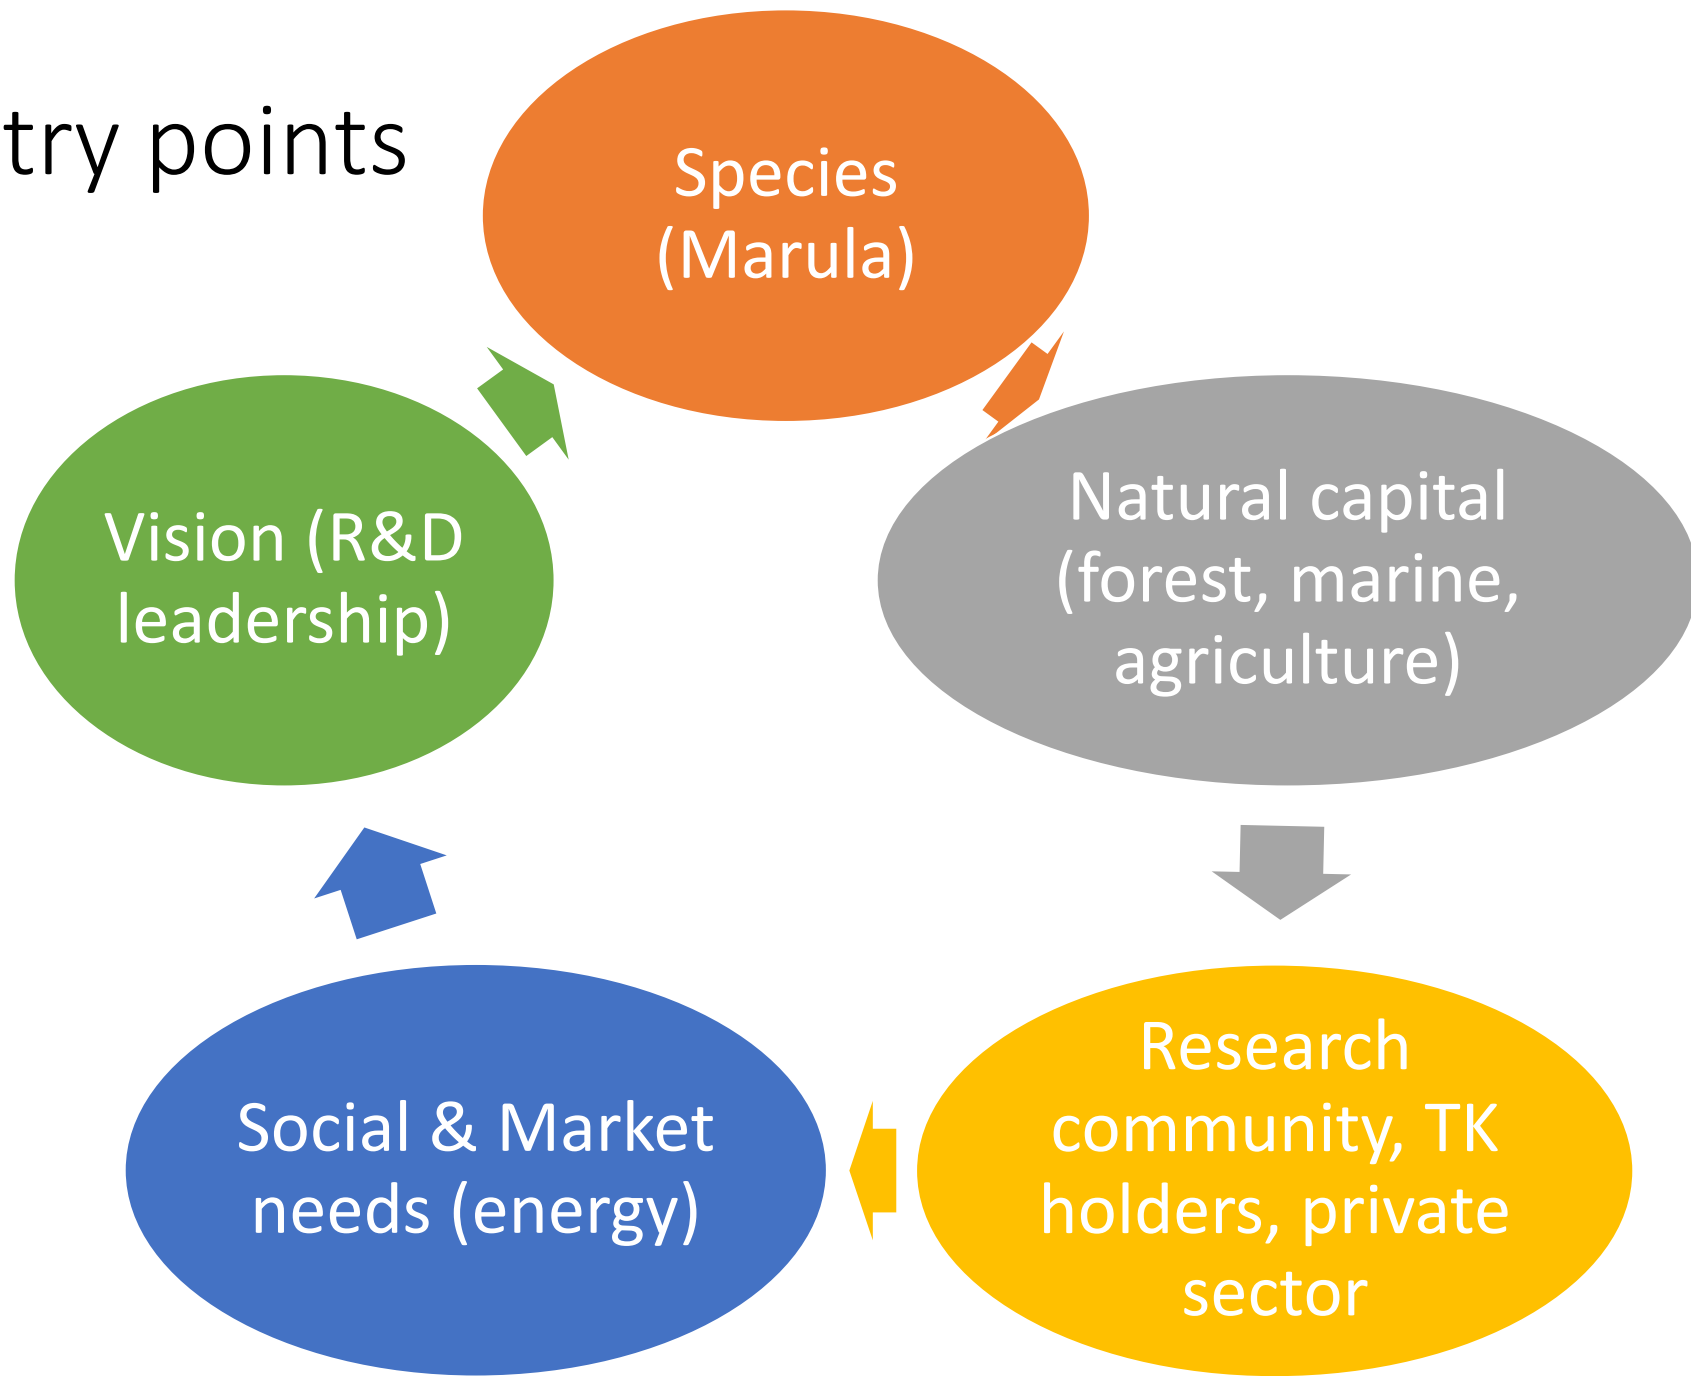 try points
Species
(Marula)
Natural capital
(forest, marine,
agriculture)
Research
community, TK
holders, private
sector
Social & Market
needs (energy)
Vision (R&D
leadership)